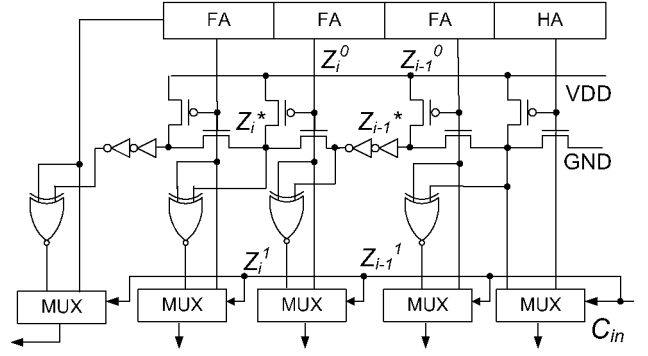 FA FA FA HA
Z_i^0 Z_{i-1}^0
VDD
Z_i* Z_{i-1}*
GND
Z_i^1 Z_{i-1}^1
MUX MUX MUX MUX MUX
C_in